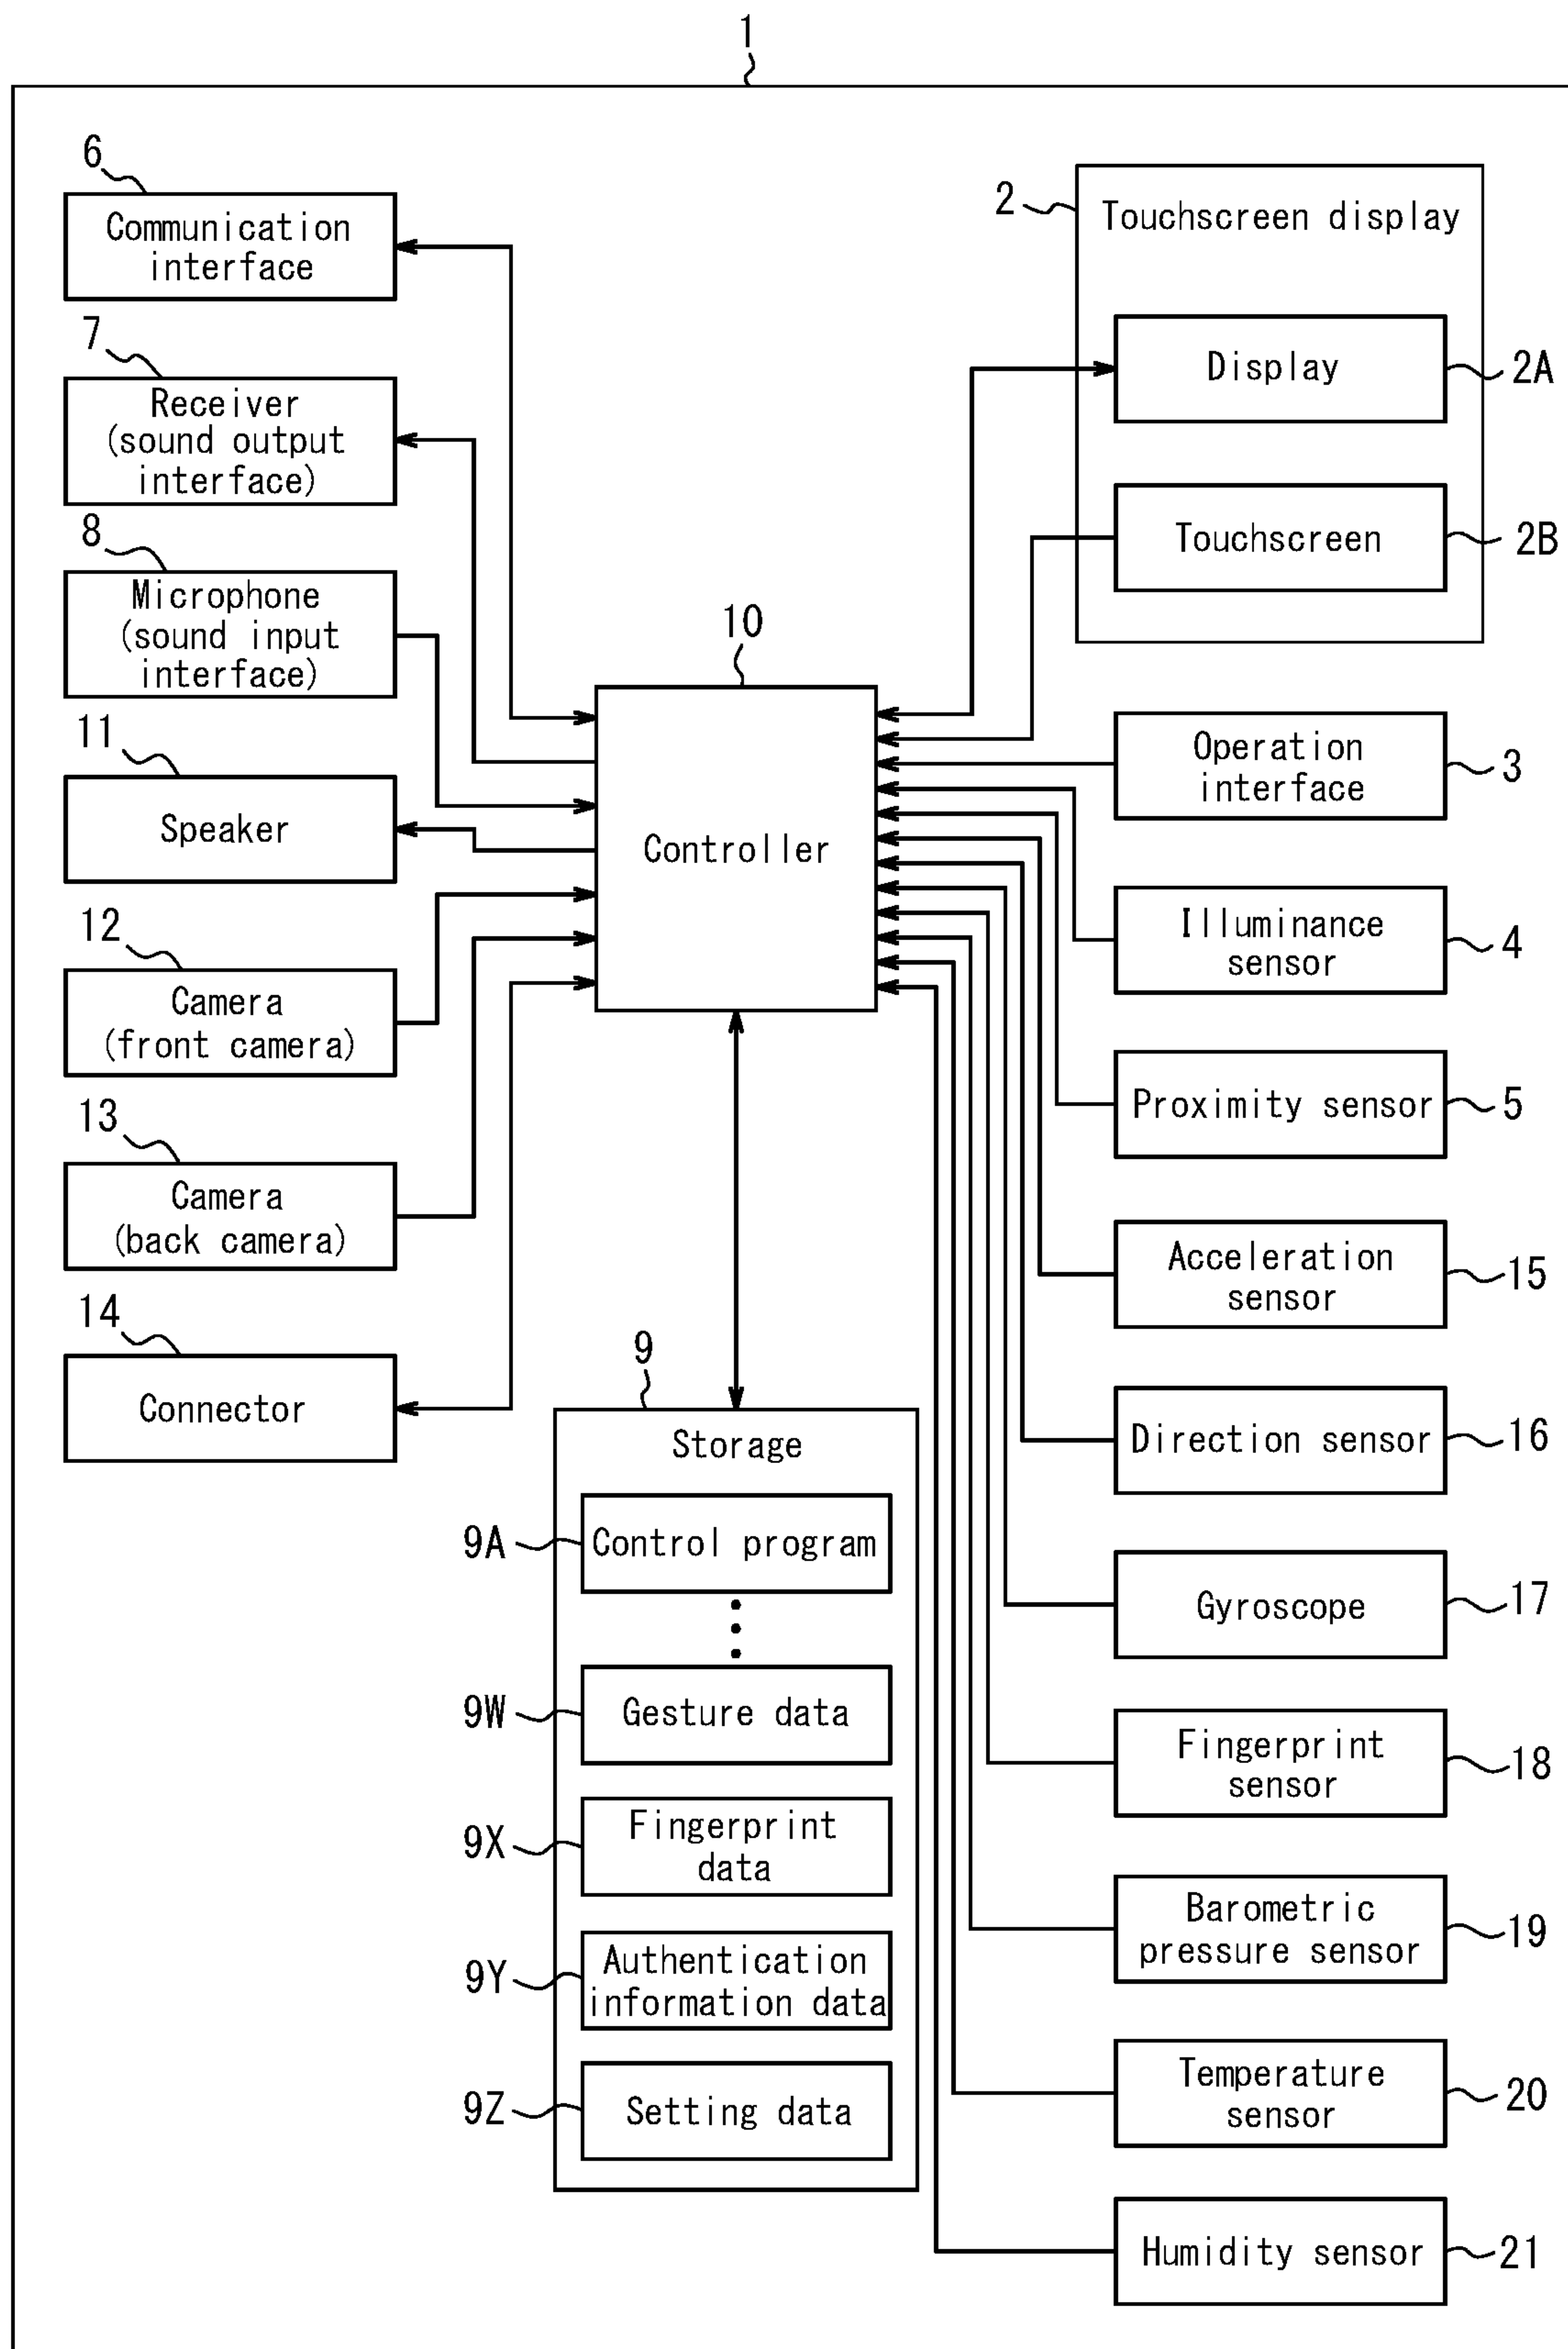 1
6
Communication
interface
7
Receiver
(sound output
interface)
8
Microphone
(sound input
interface)
11
Speaker
12
Camera
(front camera)
13
Camera
(back camera)
14
Connector
10
Controller
9
Storage
9A
Control program
9W
Gesture data
9X
Fingerprint
data
9Y
Authentication
information data
9Z
Setting data
2
Touchscreen display
Display
2A
Touchscreen
2B
Operation
interface
3
Illuminance
sensor
4
Proximity sensor
5
Acceleration
sensor
15
Direction sensor
16
Gyroscope
17
Fingerprint
sensor
18
Barometric
pressure sensor
19
Temperature
sensor
20
Humidity sensor
21